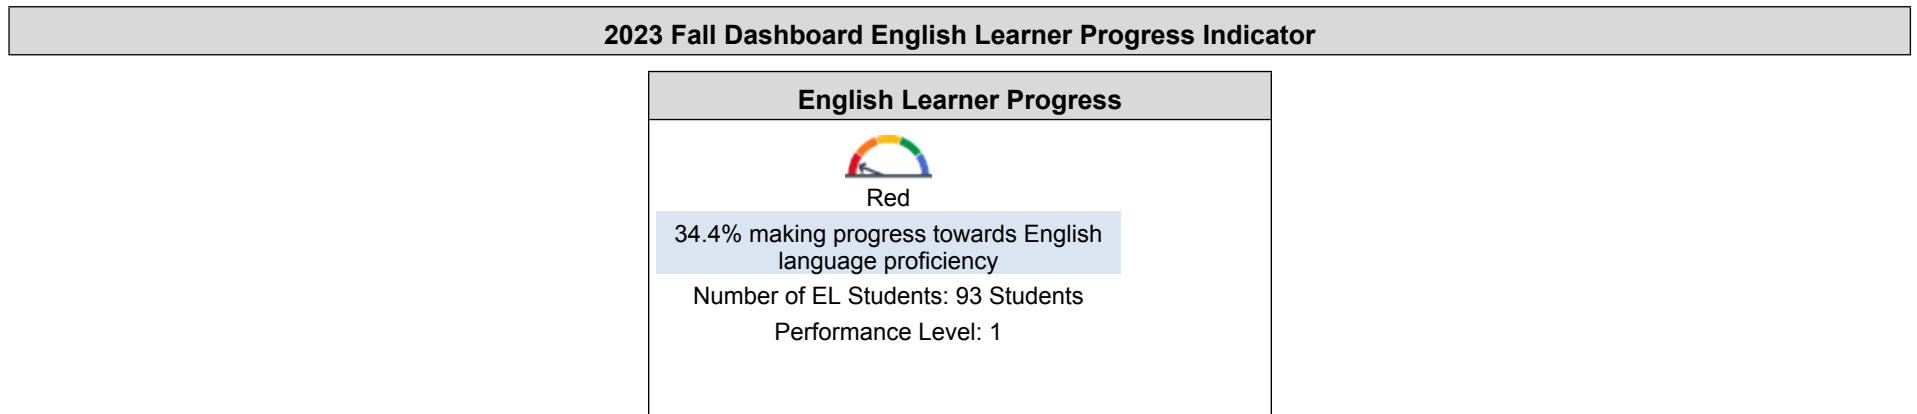 2023 Fall Dashboard English Learner Progress Indicator
English Learner Progress
Red
34.4% making progress towards English
language proficiency
Number of EL Students: 93 Students
Performance Level: 1